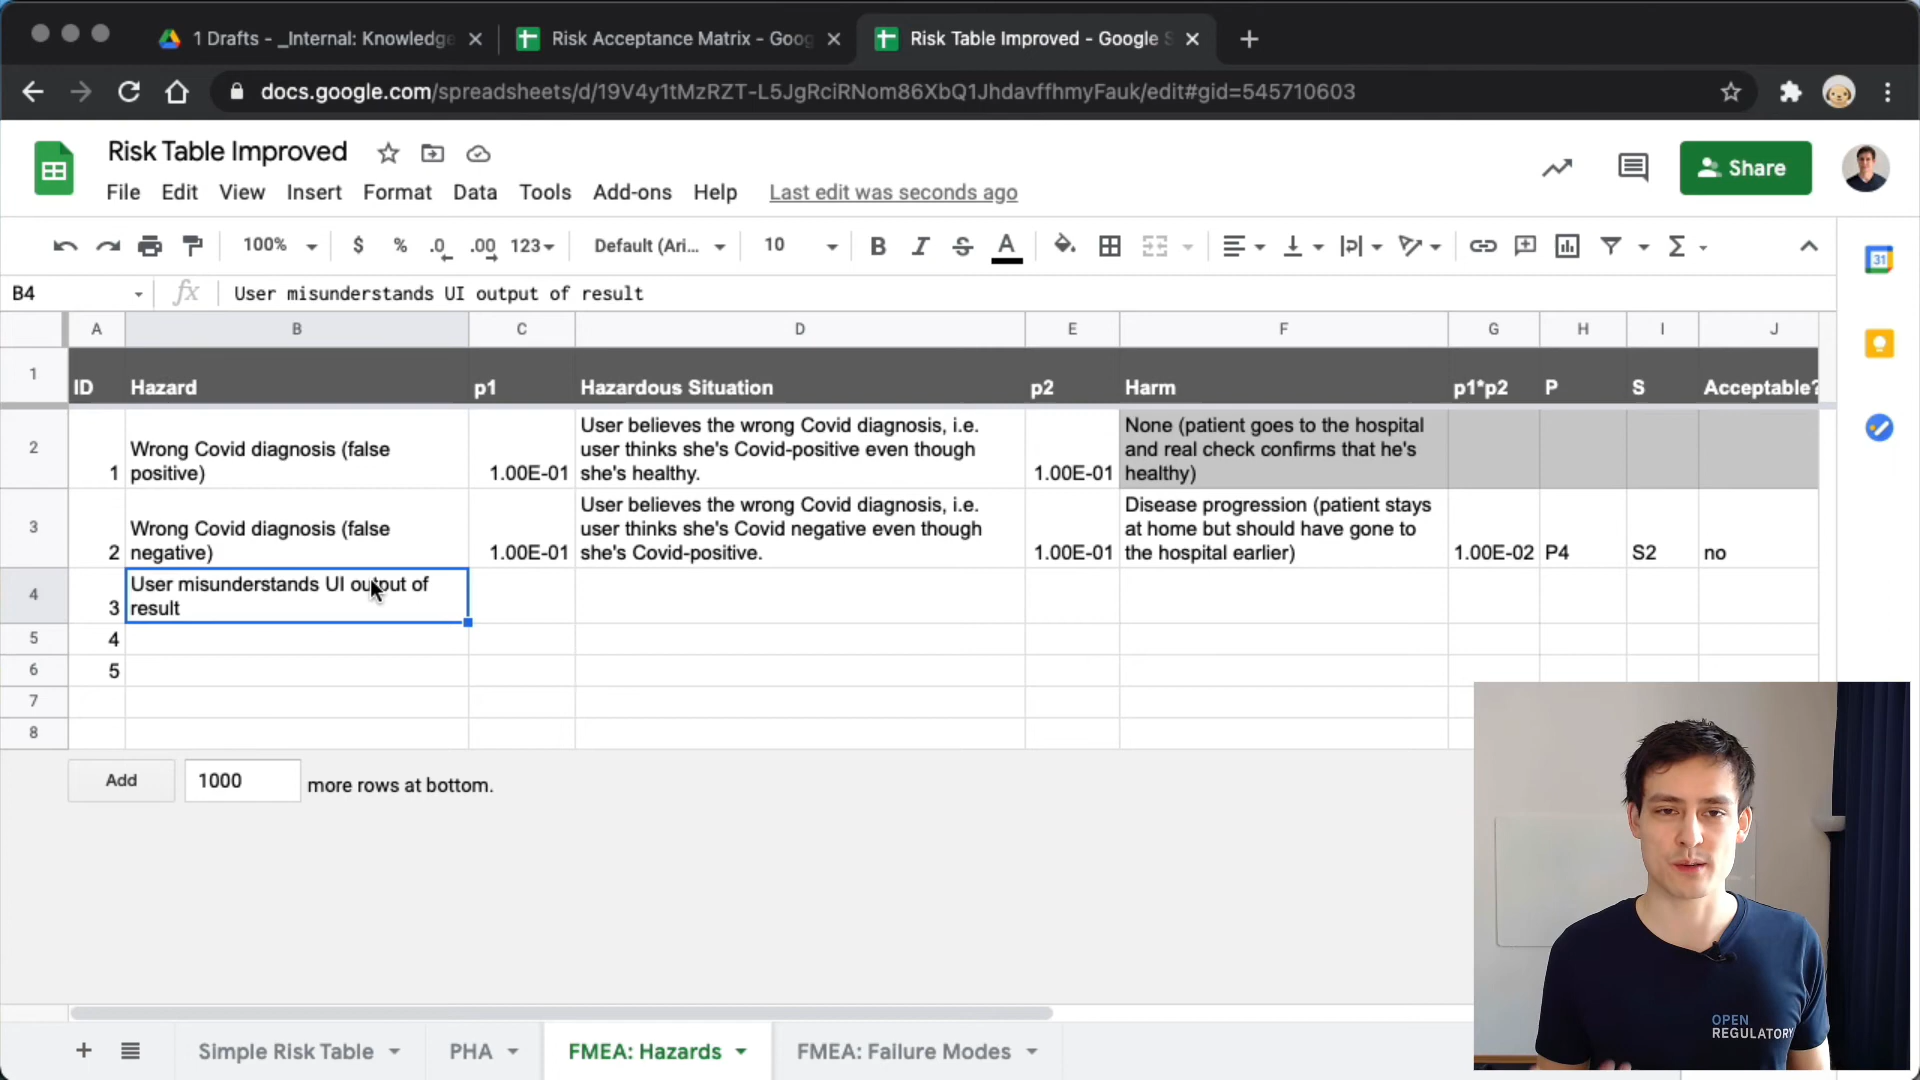 1 Drafts - _Internal: Knowledge
Risk Acceptance Matrix - Goog
Risk Table Improved - Google S
docs.google.com/spreadsheets/d/19V4y1tMzRZT-L5JgRciRNom86XbQ1JhdavffhmyFauk/edit#gid=545710603
Risk Table Improved
Share
File Edit View Insert Format Data Tools Add-ons Help Last edit was seconds ago
100% $ % .0 .00 123 Default (Ari... 10 B I S A Σ
31
B4 fx User misunderstands UI output of result
A B C D E F G H I J
1 ID Hazard p1 Hazardous Situation p2 Harm p1*p2 P S Acceptable?
2
1
Wrong Covid diagnosis (false
positive)
1.00E-01
User believes the wrong Covid diagnosis, i.e.
user thinks she's Covid-positive even though
she's healthy.
1.00E-01
None (patient goes to the hospital
and real check confirms that he's
healthy)
3
2
Wrong Covid diagnosis (false
negative)
1.00E-01
User believes the wrong Covid diagnosis, i.e.
user thinks she's Covid negative even though
she's Covid-positive.
1.00E-01
Disease progression (patient stays
at home but should have gone to
the hospital earlier)
1.00E-02 P4 S2 no
4
3
User misunderstands UI output of
result
5 4
6 5
7
8
Add 1000 more rows at bottom.
OPEN
REGULATORY
Simple Risk Table PHA FMEA: Hazards FMEA: Failure Modes